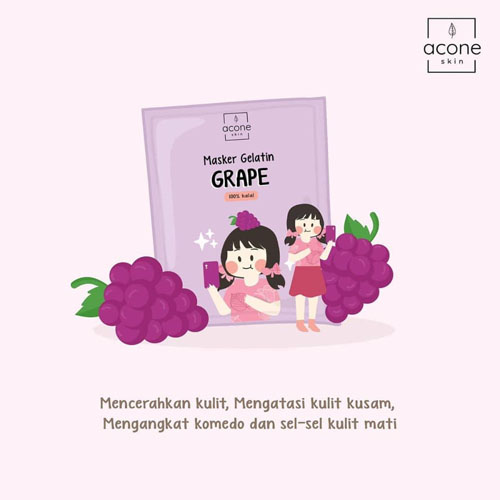 acone
skin
acone
skin
Masker Gelatin
GRAPE
100% halal
Mencerahkan kulit, Mengatasi kulit kusam,
Mengangkat komedo dan sel-sel kulit mati